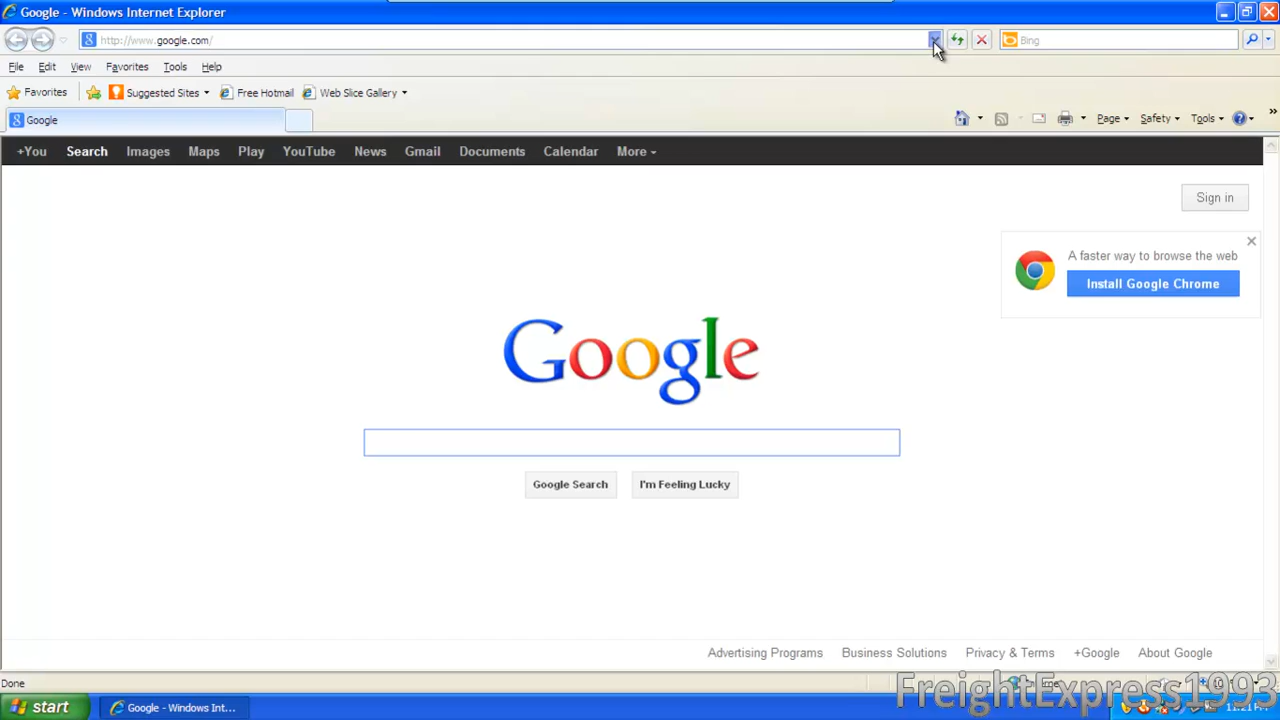 Google - Windows Internet Explorer
http://www.google.com/
Bing
File Edit View Favorites Tools Help
Favorites Suggested Sites Free Hotmail Web Slice Gallery
Google
Page Safety Tools
+You Search Images Maps Play YouTube News Gmail Documents Calendar More
Sign in
A faster way to browse the web
Install Google Chrome
Google
Google Search I'm Feeling Lucky
Advertising Programs Business Solutions Privacy & Terms +Google About Google
Done
FreightExpress1993
start Google - Windows Int... 11:21 PM